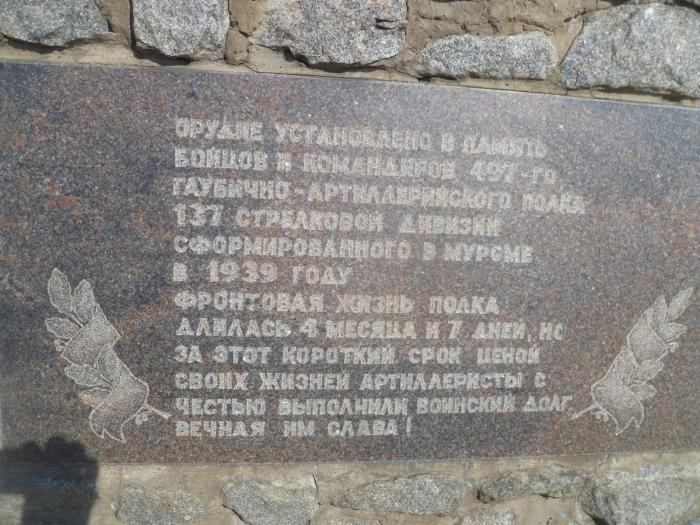 ОРУДИЕ УСТАНОВЛЕНО В ПАМЯТЬ
БОЙЦОВ И КОМАНДИРОВ 497-ГО
ГАУБИЧНО-АРТИЛЛЕРИЙСКОГО ПОЛКА
137 СТРЕЛКОВОЙ ДИВИЗИИ
СФОРМИРОВАННОГО В МУРОМЕ
В 1939 ГОДУ
ФРОНТОВАЯ ЖИЗНЬ ПОЛКА
ДЛИЛАСЬ 4 МЕСЯЦА И 7 ДНЕЙ, НО
ЗА ЭТОТ КОРОТКИЙ СРОК ЦЕНОЙ
СВОИХ ЖИЗНЕЙ АРТИЛЛЕРИСТЫ С
ЧЕСТЬЮ ВЫПОЛНИЛИ ВОИНСКИЙ ДОЛГ,
ВЕЧНАЯ ИМ СЛАВА!